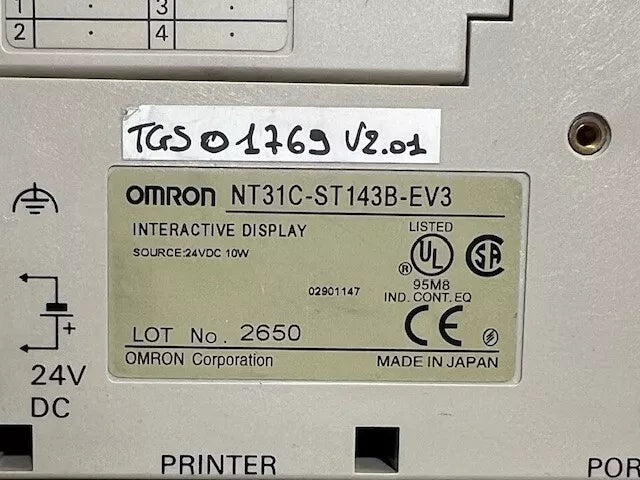 1 3 .
2 . 4 .
TGS 01769 V2.01
OMRON NT31C-ST143B-EV3
INTERACTIVE DISPLAY
SOURCE:24VDC 10W
LISTED
UL
®
SA
95M8
IND. CONT. EQ
02901147
CE
LOT No. 2650
OMRON Corporation
MADE IN JAPAN
+
24V
DC
PRINTER
POR